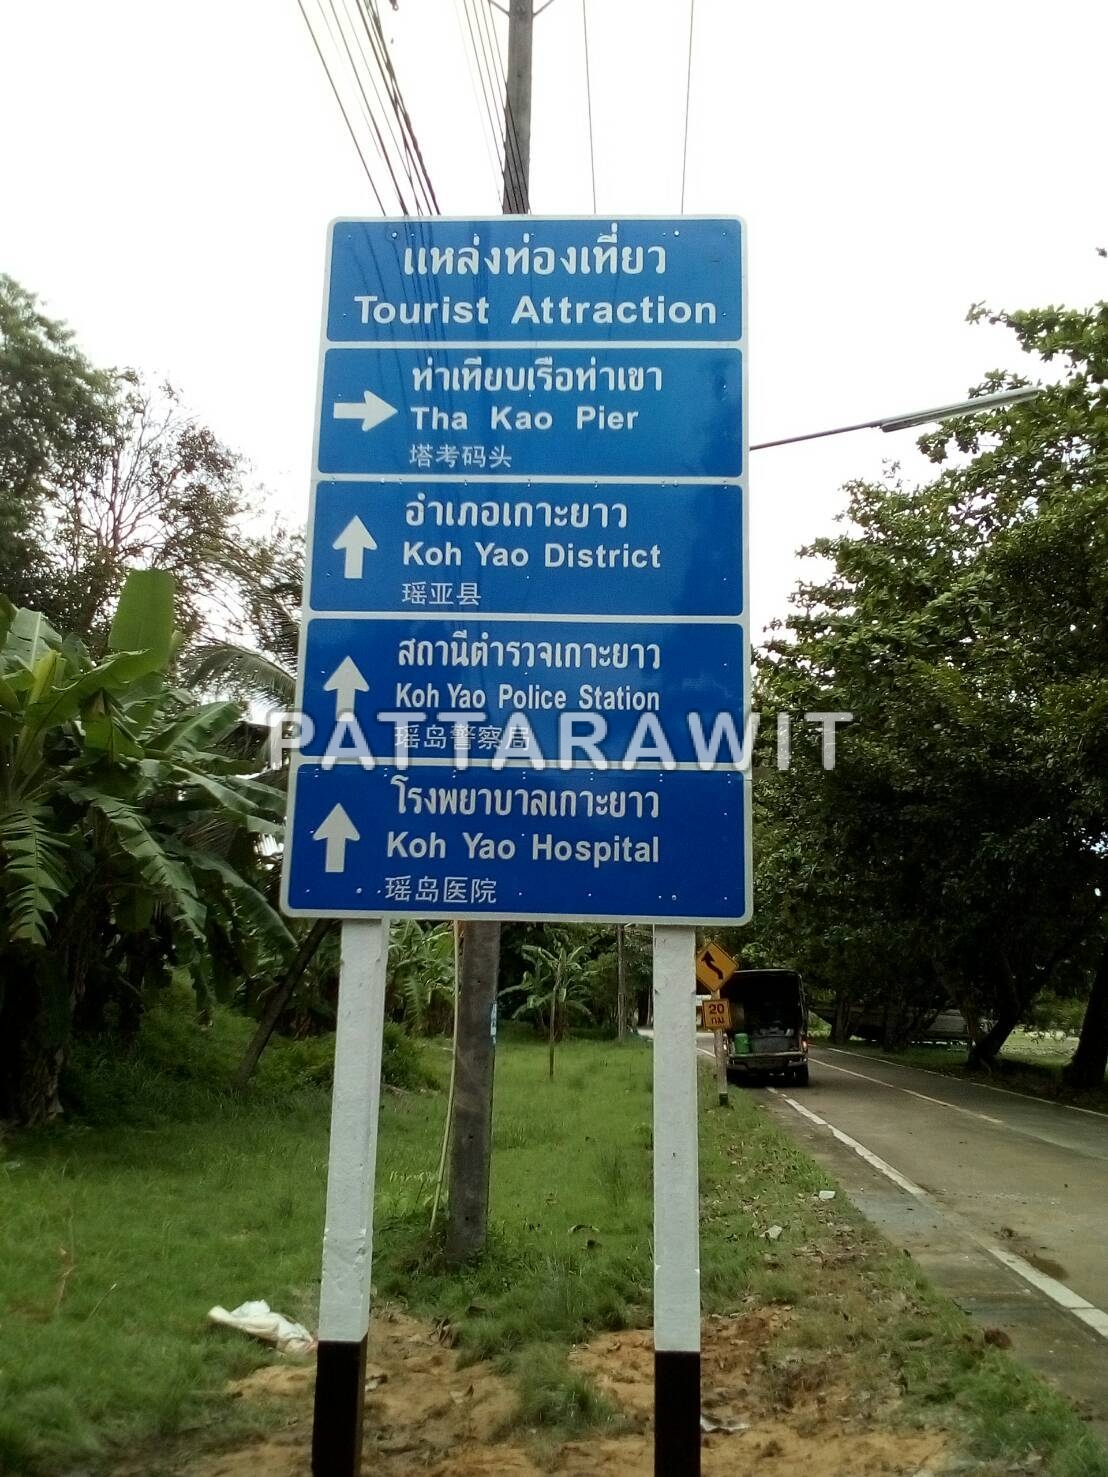 แหล่งท่องเที่ยว
Tourist Attraction
ท่าเทียบเรือท่าเขา
Tha Kao Pier
塔考码头
อำเภอเกาะยาว
Koh Yao District
瑶亚县
สถานีตำรวจเกาะยาว
Koh Yao Police Station
瑶岛警察局
PATTARAWIT
โรงพยาบาลเกาะยาว
Koh Yao Hospital
瑶岛医院
20
กม.